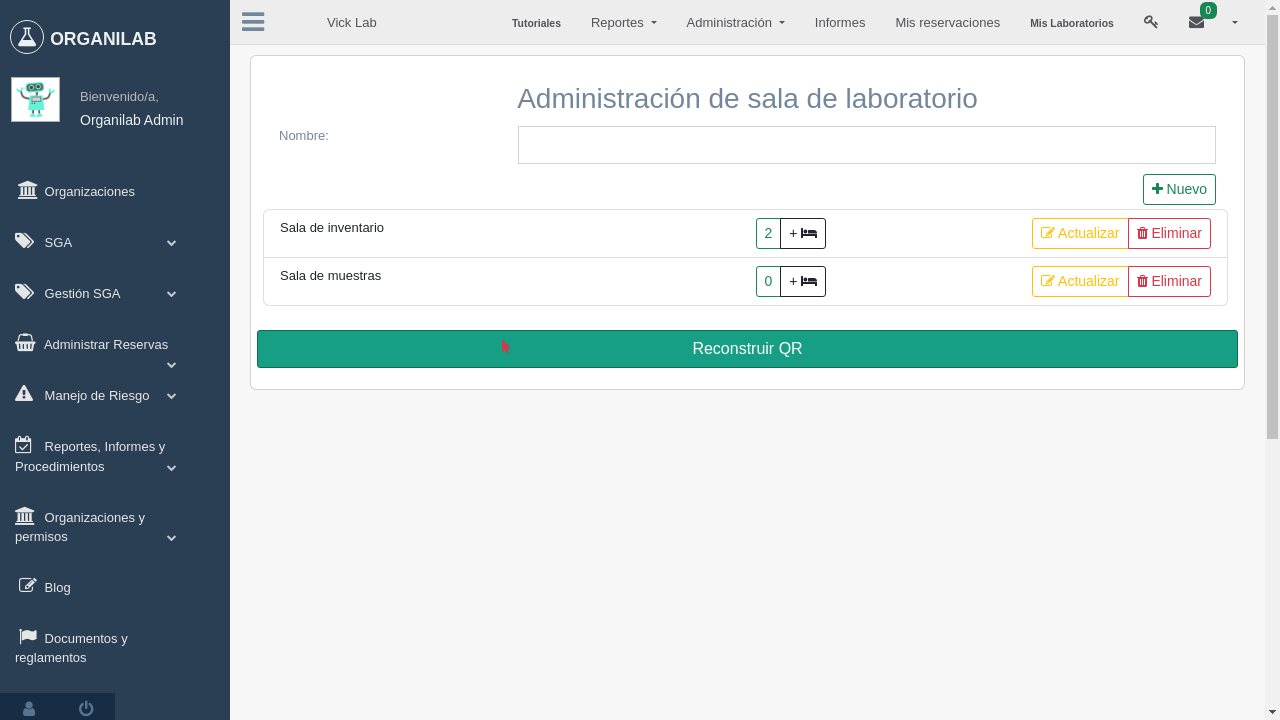 ORGANILAB
Bienvenido/a,
Organilab Admin
Organizaciones
SGA
Gestión SGA
Administrar Reservas
Manejo de Riesgo
Reportes, Informes y
Procedimientos
Organizaciones y
permisos
Blog
Documentos y
reglamentos
Vick Lab
Tutoriales
Reportes
Administración
Informes
Mis reservaciones
Mis Laboratorios
0
Administración de sala de laboratorio
Nombre:
Nuevo
Sala de inventario
2
+
Actualizar
Eliminar
Sala de muestras
0
+
Actualizar
Eliminar
Reconstruir QR